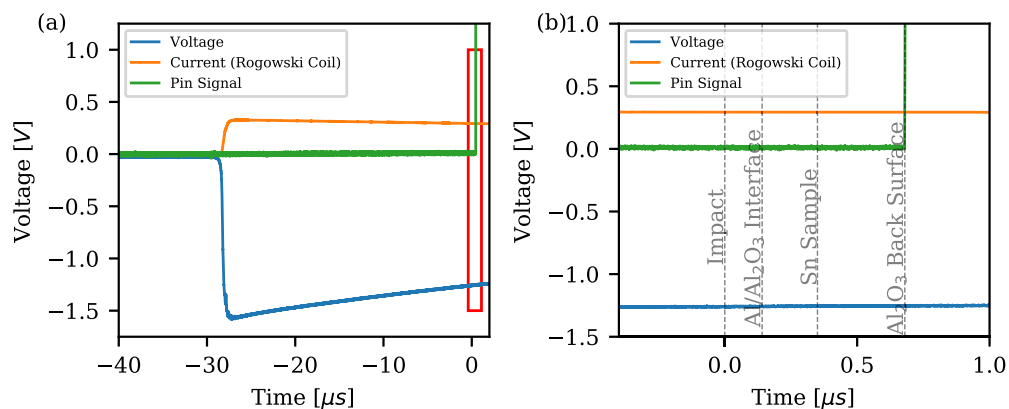 (a)
Voltage
Current (Rogowski Coil)
Pin Signal
1.0
0.5
0.0
−0.5
−1.0
−1.5
Voltage [V]
−40
−30
−20
−10
0
Time [μs]
(b)
Voltage
Current (Rogowski Coil)
Pin Signal
1.0
0.5
0.0
−0.5
−1.0
−1.5
Voltage [V]
Impact
Al/Al₂O₃ Interface
Sn Sample
Al₂O₃ Back Surface
0.0
0.5
1.0
Time [μs]